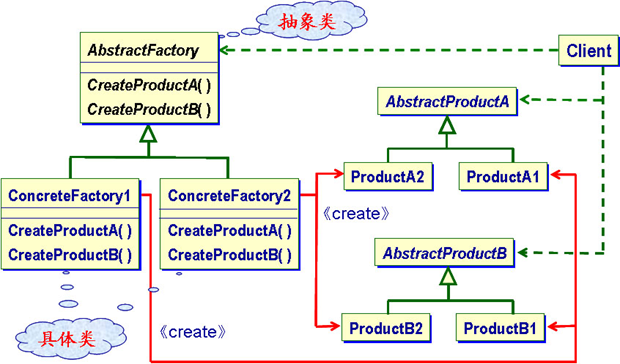 抽象类
AbstractFactory
CreateProductA( )
CreateProductB( )
Client
AbstractProductA
ConcreteFactory1
CreateProductA( )
CreateProductB( )
ConcreteFactory2
CreateProductA( )
CreateProductB( )
ProductA2
ProductA1
《create》
AbstractProductB
具体类
《create》
ProductB2
ProductB1